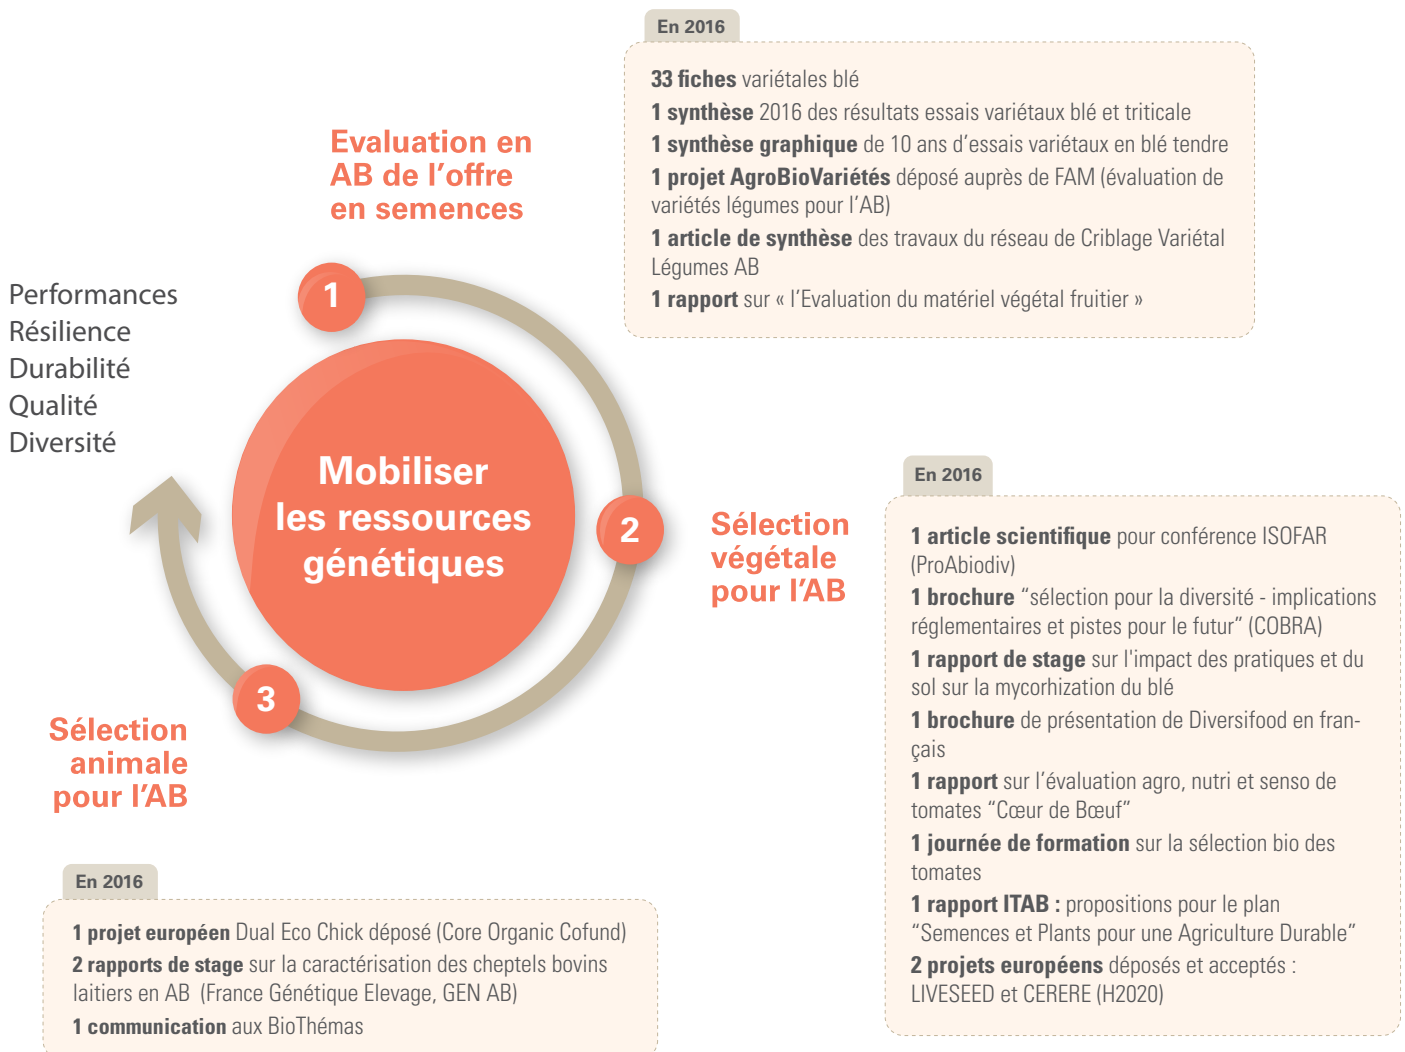 En 2016
33 fiches variétales blé
1 synthèse 2016 des résultats essais variétaux blé et triticale
1 synthèse graphique de 10 ans d'essais variétaux en blé tendre
1 projet AgroBioVariétés déposé auprès de FAM (évaluation de
variétés légumes pour l'AB)
1 article de synthèse des travaux du réseau de Criblage Variétal
Légumes AB
1 rapport sur « l'Evaluation du matériel végétal fruitier »
Evaluation en
AB de l'offre
en semences
1
Performances
Résilience
Durabilité
Qualité
Diversité
Mobiliser
les ressources
génétiques
2
Sélection
végétale
pour l'AB
En 2016
1 article scientifique pour conférence ISOFAR
(ProAbiodiv)
1 brochure “sélection pour la diversité - implications
réglementaires et pistes pour le futur” (COBRA)
1 rapport de stage sur l'impact des pratiques et du
sol sur la mycorhization du blé
1 brochure de présentation de Diversifood en fran-
çais
1 rapport sur l'évaluation agro, nutri et senso de
tomates “Cœur de Bœuf”
1 journée de formation sur la sélection bio des
tomates
1 rapport ITAB : propositions pour le plan
“Semences et Plants pour une Agriculture Durable”
2 projets européens déposés et acceptés :
LIVESEED et CERERE (H2020)
3
Sélection
animale
pour l'AB
En 2016
1 projet européen Dual Eco Chick déposé (Core Organic Cofund)
2 rapports de stage sur la caractérisation des cheptels bovins
laitiers en AB (France Génétique Elevage, GEN AB)
1 communication aux BioThémas